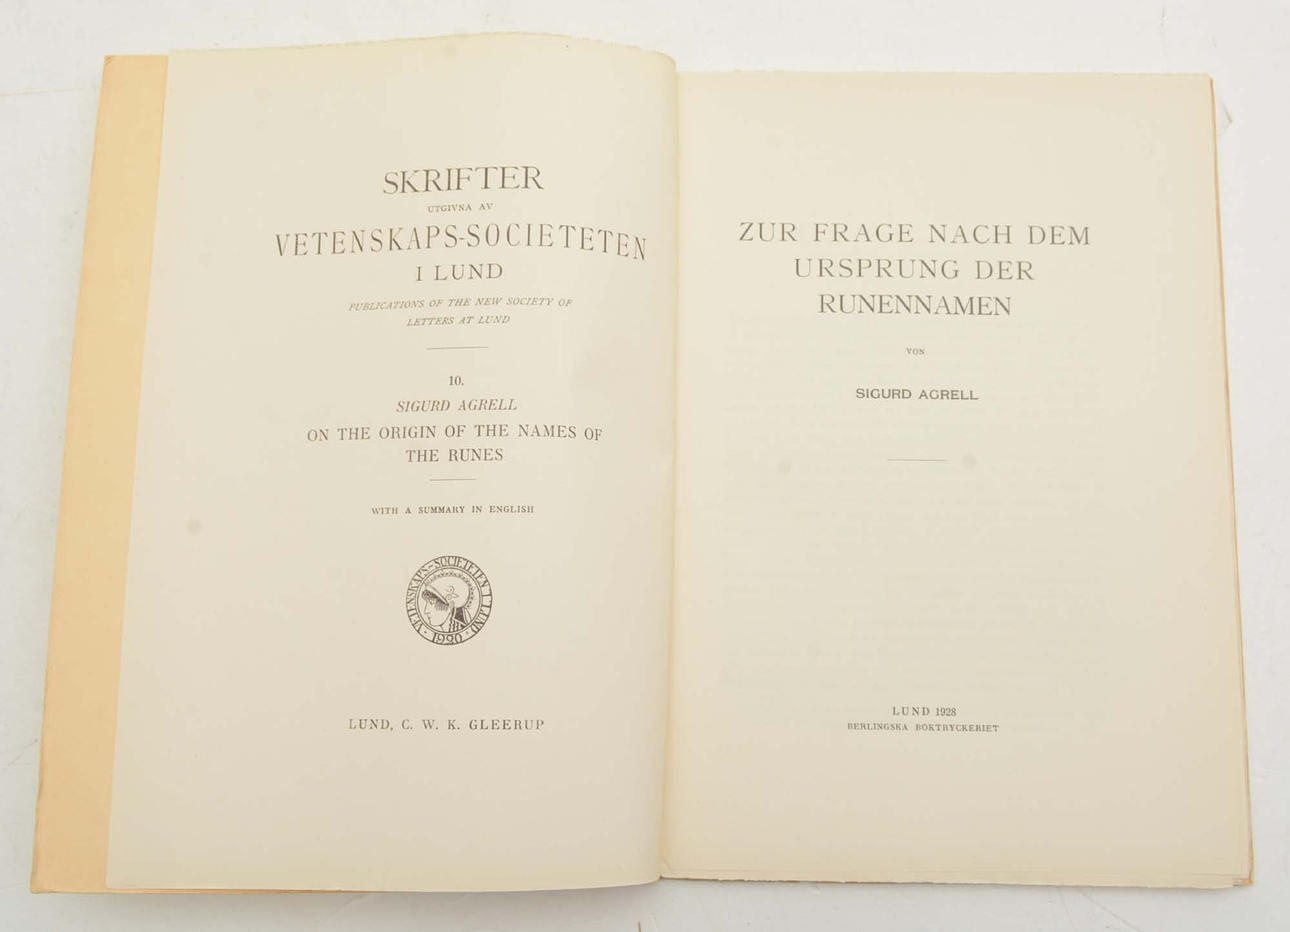 SKRIFTER
UTGIVNA AV
VETENSKAPS-SOCIETETEN
I LUND
PUBLICATIONS OF THE NEW SOCIETY OF
LETTERS AT LUND
10.
SIGURD AGRELL
ON THE ORIGIN OF THE NAMES OF
THE RUNES
WITH A SUMMARY IN ENGLISH
VETENSKAPS-SOCIETETEN I LUND
1920
LUND, C. W. K. GLEERUP
ZUR FRAGE NACH DEM
URSPRUNG DER
RUNENNAMEN
VON
SIGURD AGRELL
LUND 1928
BERLINGSKA BOKTRYCKERIET